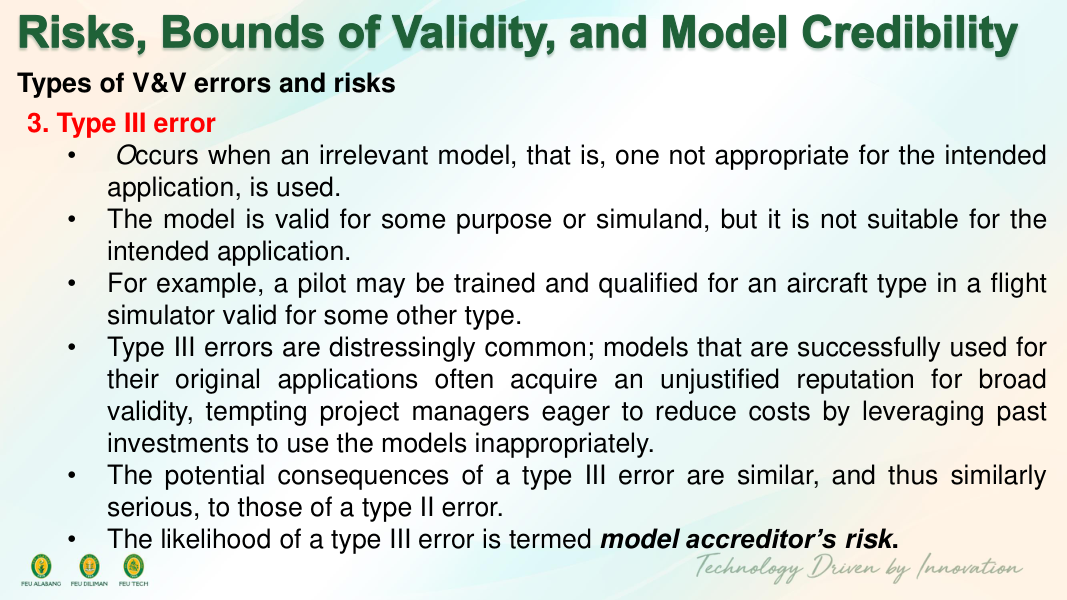 Risks, Bounds of Validity, and Model Credibility
Types of V&V errors and risks
3. Type III error
• Occurs when an irrelevant model, that is, one not appropriate for the intended
application, is used.
• The model is valid for some purpose or simuland, but it is not suitable for the
intended application.
• For example, a pilot may be trained and qualified for an aircraft type in a flight
simulator valid for some other type.
• Type III errors are distressingly common; models that are successfully used for
their original applications often acquire an unjustified reputation for broad
validity, tempting project managers eager to reduce costs by leveraging past
investments to use the models inappropriately.
• The potential consequences of a type III error are similar, and thus similarly
serious, to those of a type II error.
• The likelihood of a type III error is termed model accreditor’s risk.
FEU ALABANG FEU DILIMAN FEU TECH
Technology Driven by Innovation